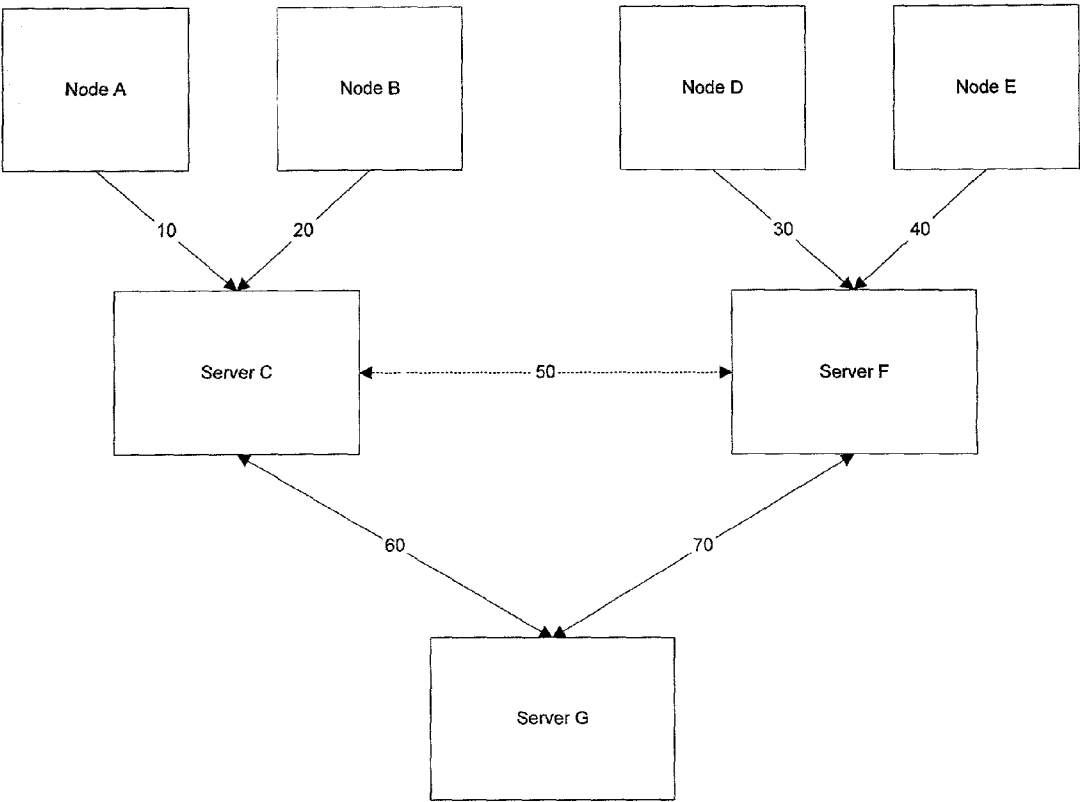 Node A
Node B
Node D
Node E
10
20
30
40
Server C
50
Server F
60
70
Server G